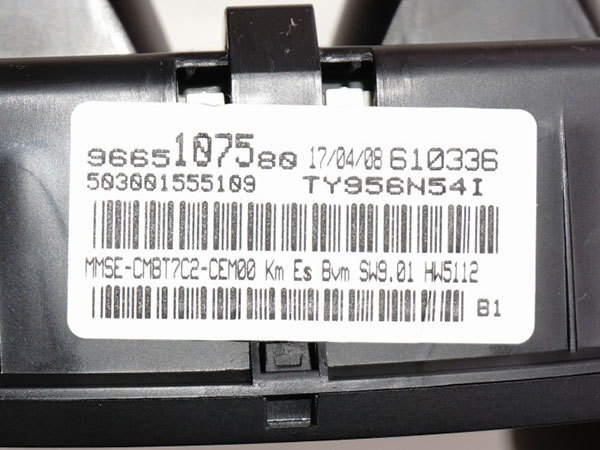 9665107580 17/04/08 610336
503001555109 TY956N54I
MMSE-CMBT7C2-CEM00 Km Es Bvm SW9.01 HW5112
B1